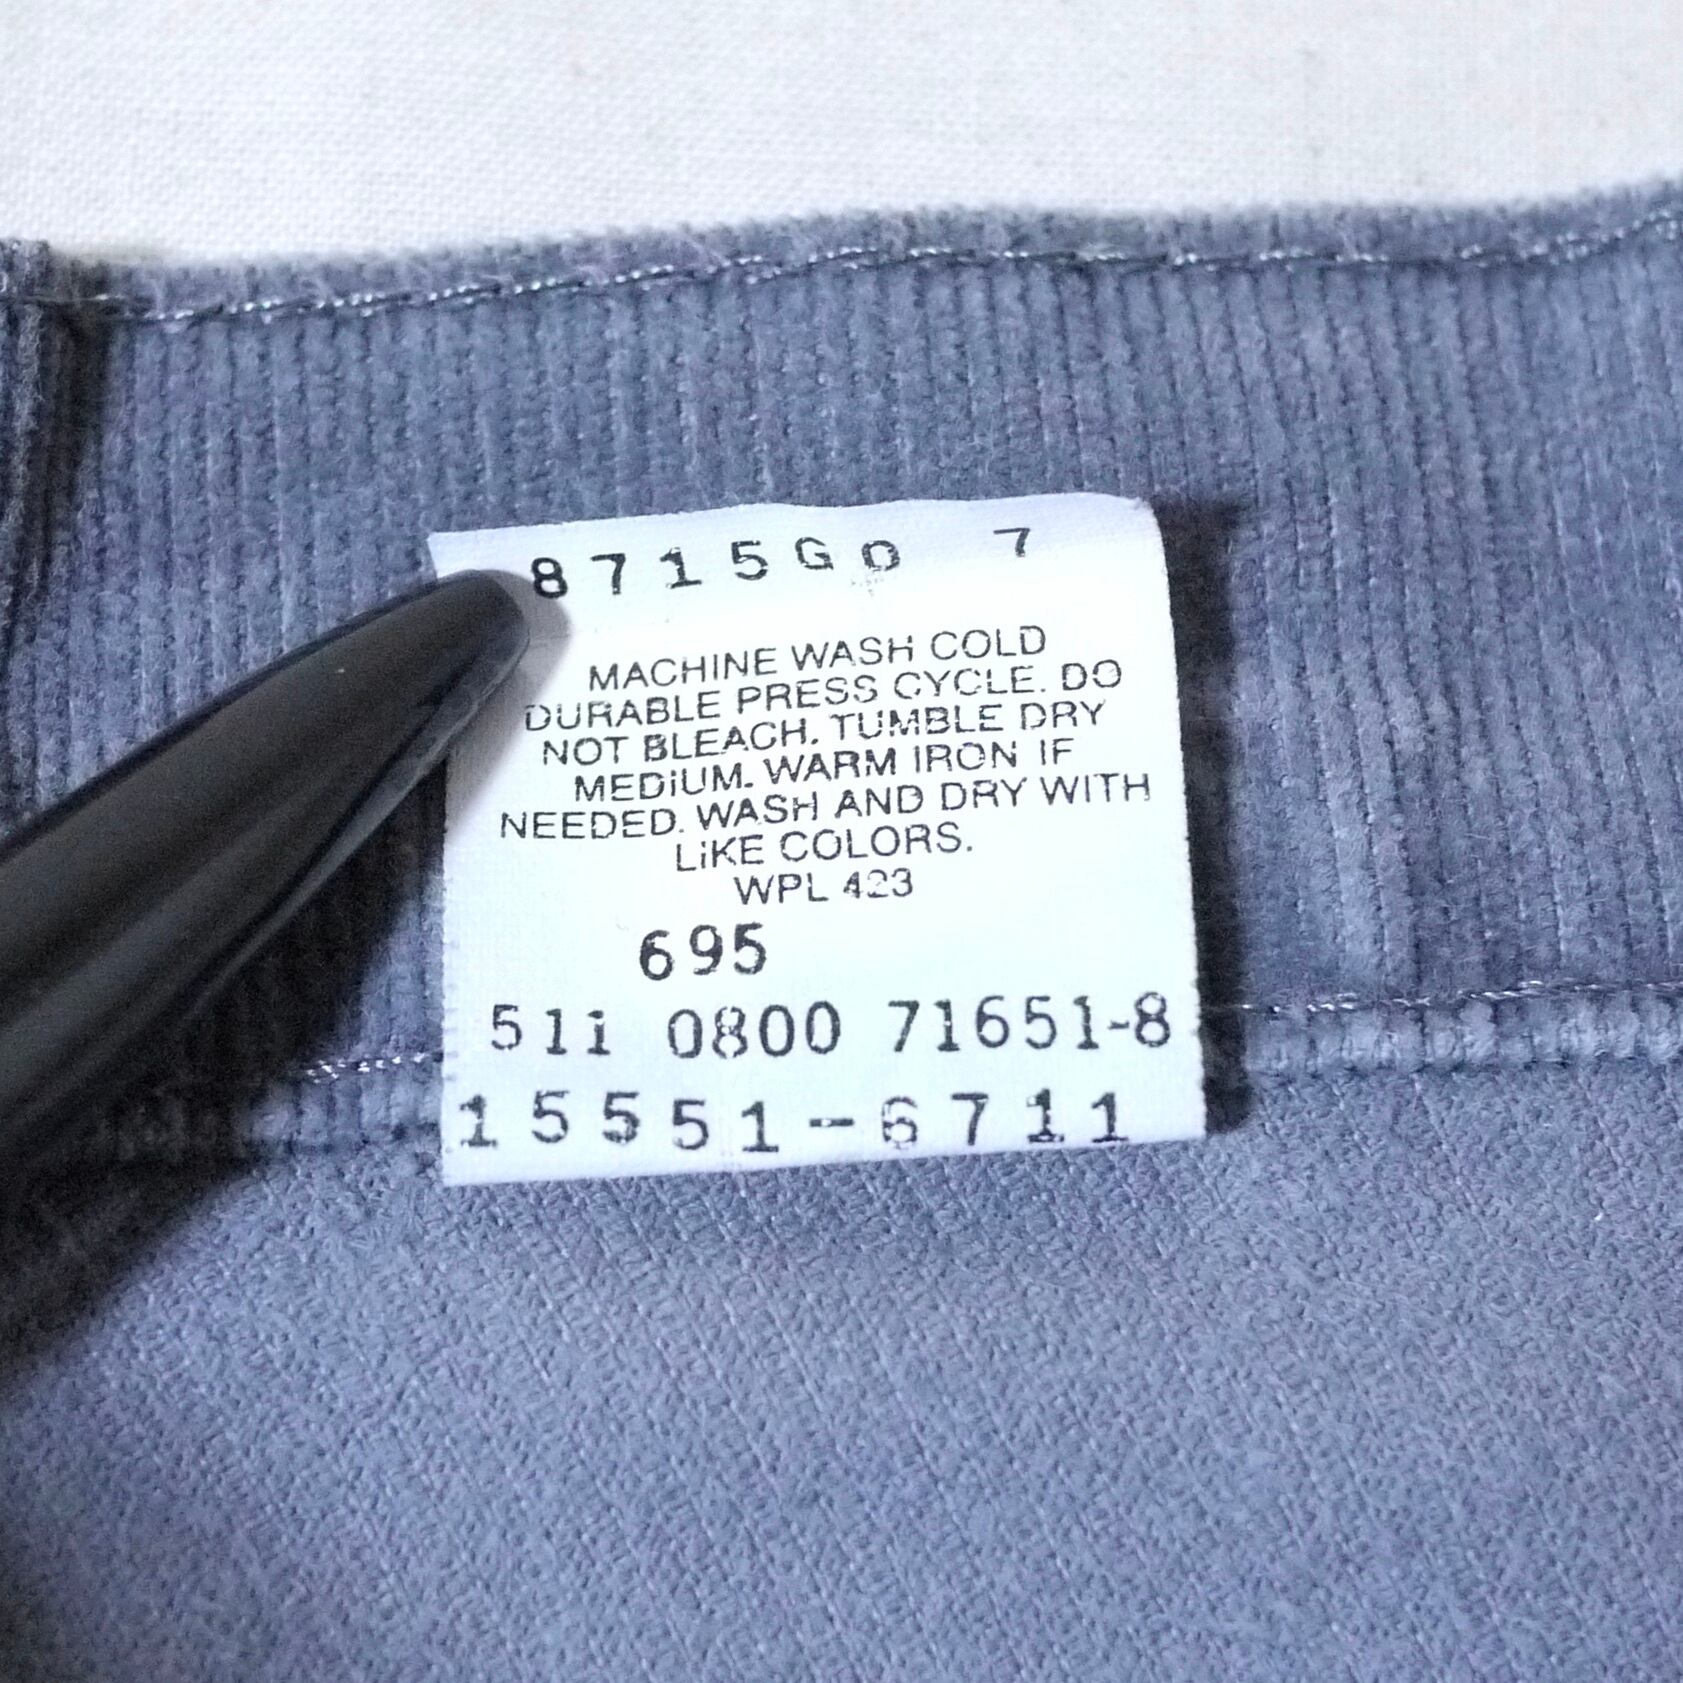 8715GD 7
MACHINE WASH COLD
DURABLE PRESS CYCLE. DO
NOT BLEACH. TUMBLE DRY
MEDIUM. WARM IRON IF
NEEDED. WASH AND DRY WITH
LIKE COLORS.
WPL 423
695
511 0800 71651-8
15551-6711